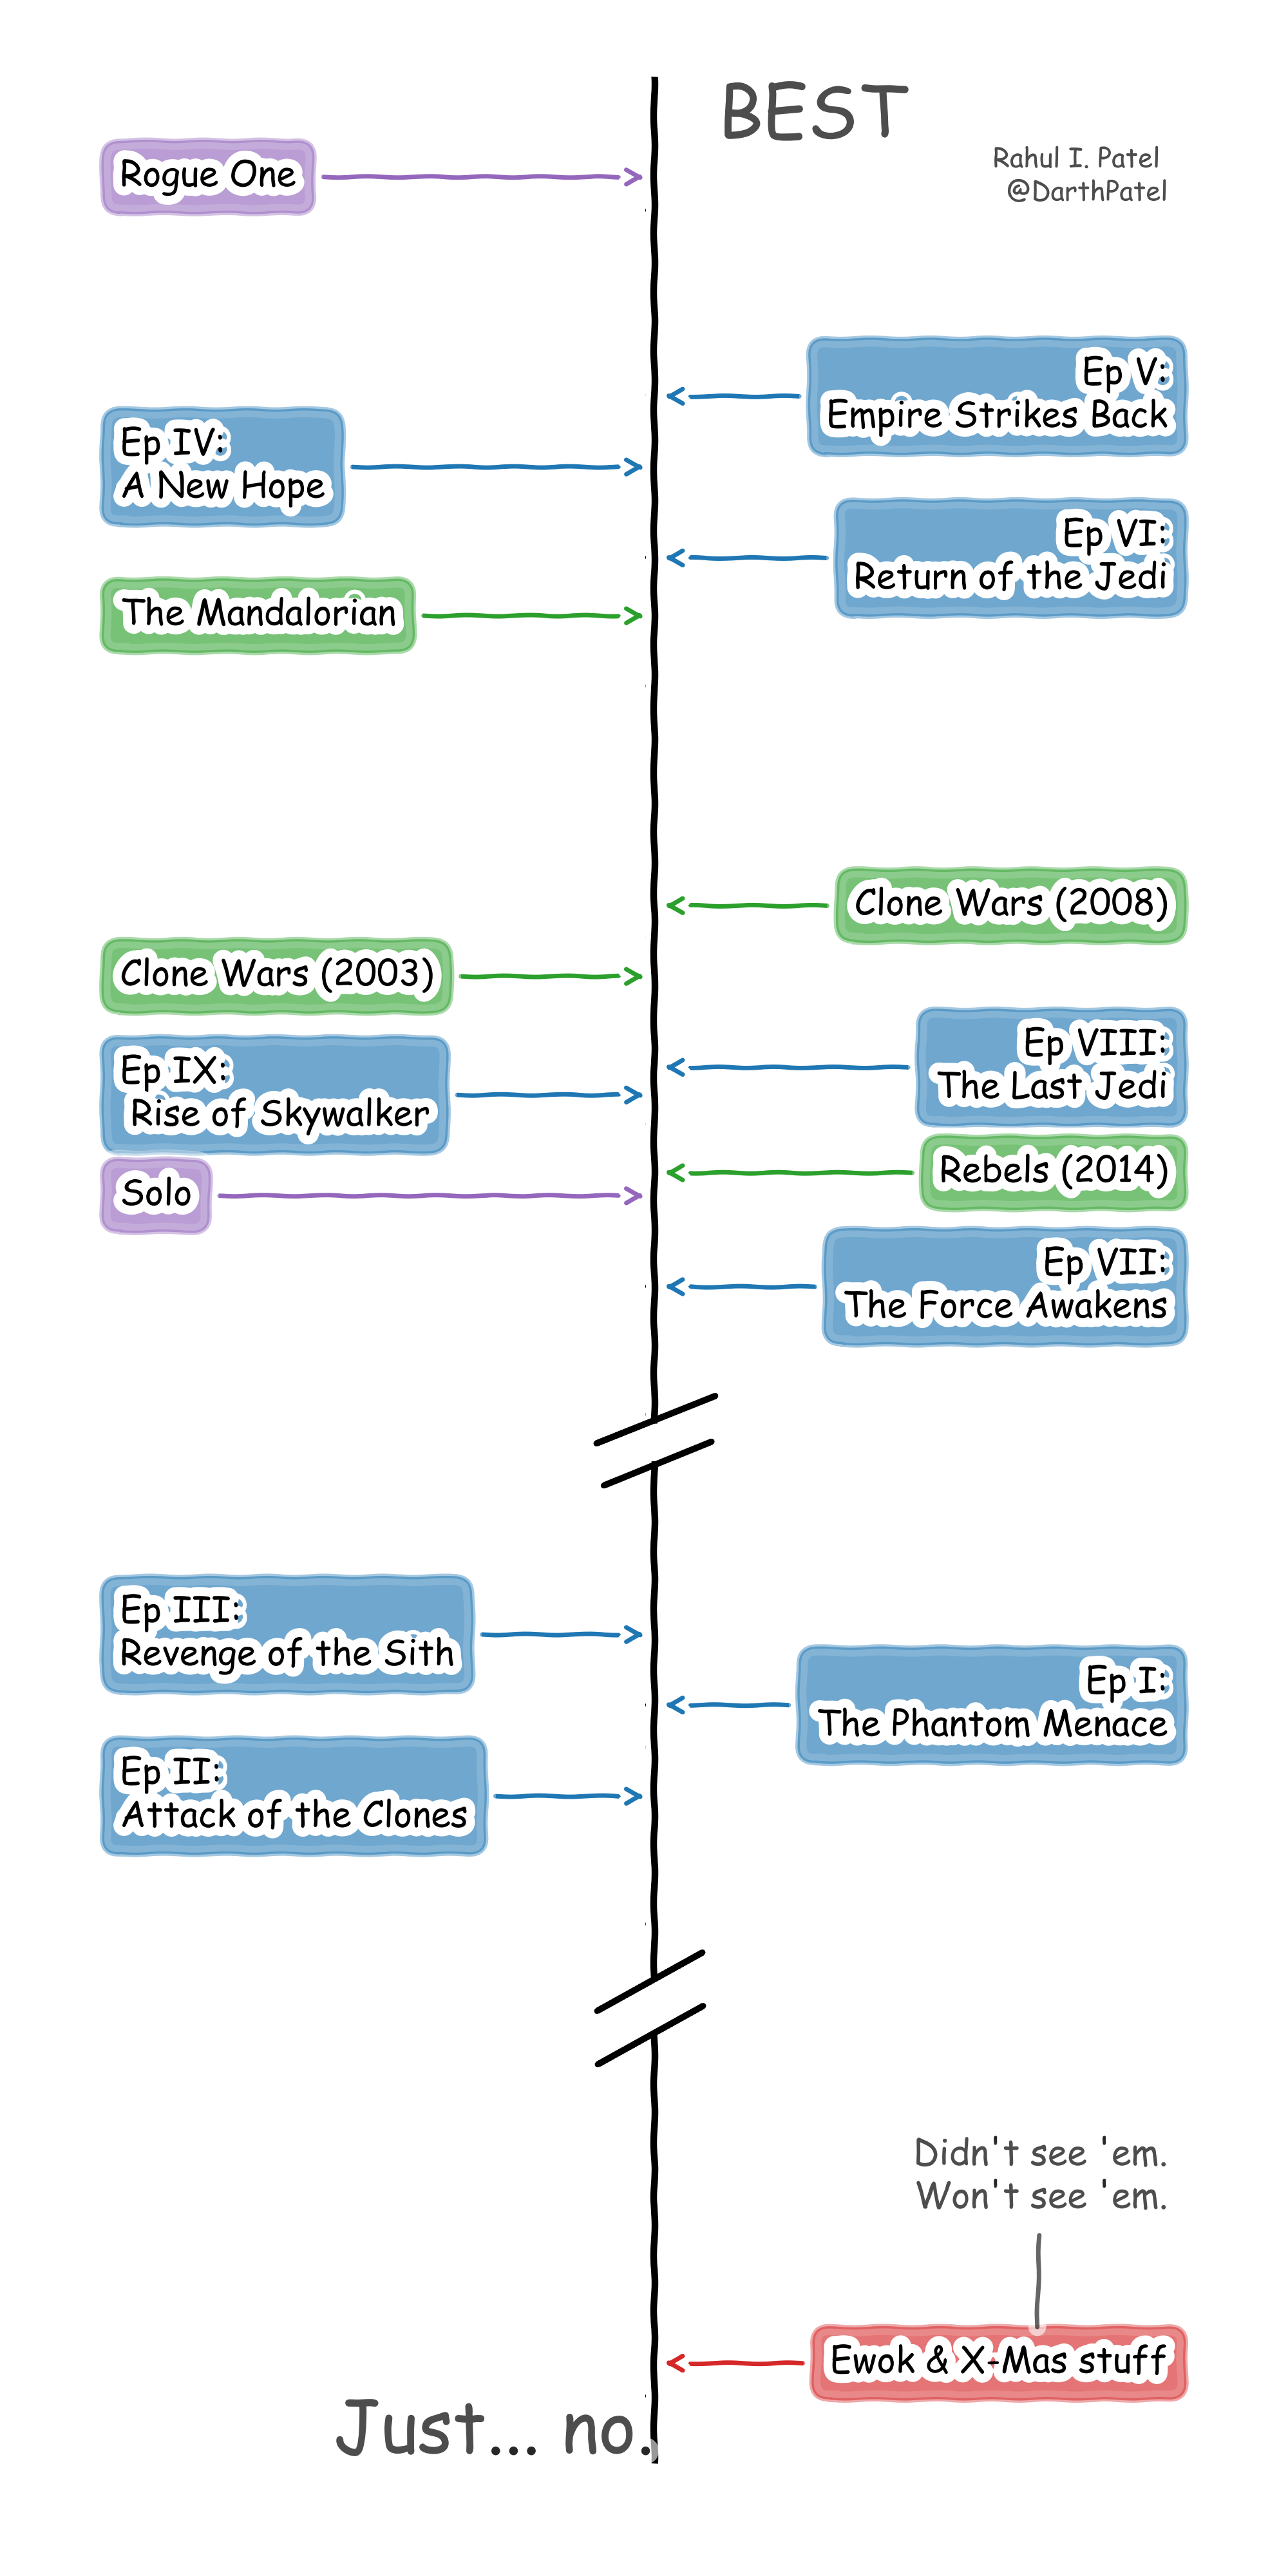 BEST
Rahul I. Patel
@DarthPatel
Rogue One
Ep V:
Empire Strikes Back
Ep IV:
A New Hope
Ep VI:
Return of the Jedi
The Mandalorian
Clone Wars (2008)
Clone Wars (2003)
Ep VIII:
The Last Jedi
Ep IX:
Rise of Skywalker
Rebels (2014)
Solo
Ep VII:
The Force Awakens
Ep III:
Revenge of the Sith
Ep I:
The Phantom Menace
Ep II:
Attack of the Clones
Didn't see 'em.
Won't see 'em.
Ewok & X-Mas stuff
Just... no.